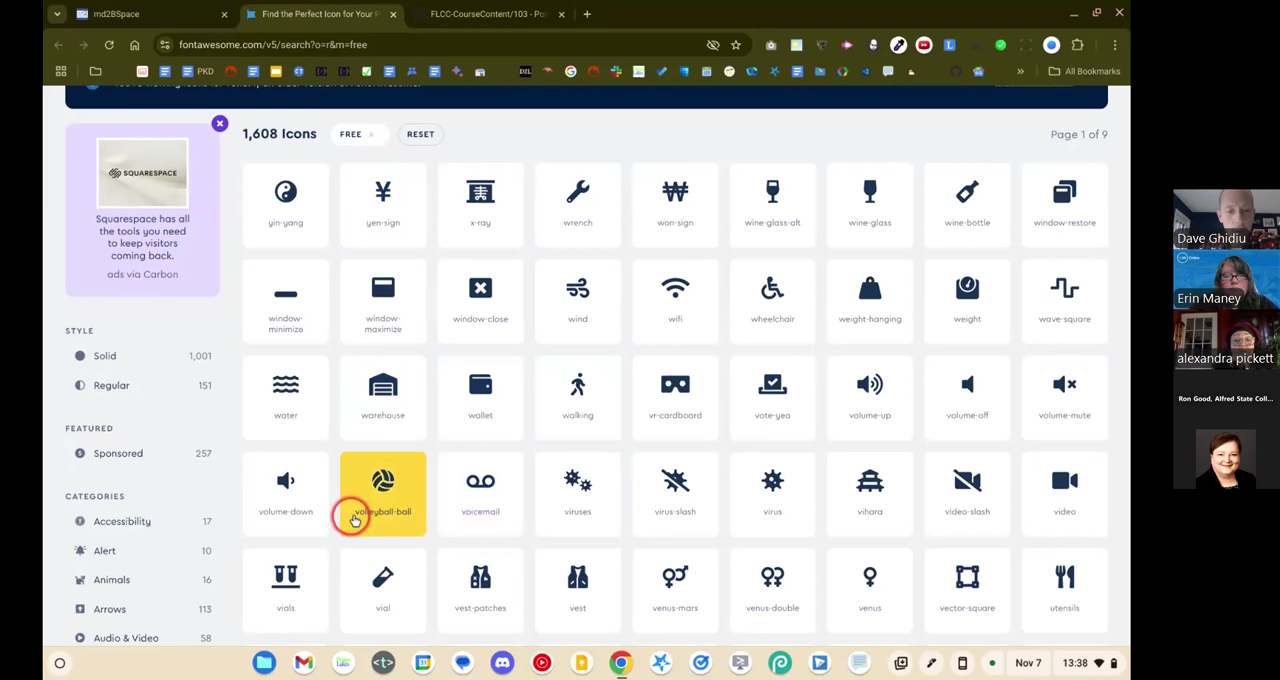 md2BSpace
Find the Perfect Icon for Your P
FLCC-CourseContent/103 - Po
fontawesome.com/v5/search?o=r&m=free
PKD
DIL
All Bookmarks
1,608 Icons
FREE
RESET
Page 1 of 9
SQUARESPACE
Squarespace has all
the tools you need
to keep visitors
coming back.
ads via Carbon
yin-yang
yen-sign
x-ray
wrench
won-sign
wine-glass-alt
wine-glass
wine-bottle
window-restore
window-
minimize
window-
maximize
window-close
wind
wifi
wheelchair
weight-hanging
weight
wave-square
STYLE
Solid 1,001
Regular 151
water
warehouse
wallet
walking
vr-cardboard
vote-yea
volume-up
volume-off
volume-mute
FEATURED
Sponsored 257
CATEGORIES
Accessibility 17
Alert 10
Animals 16
Arrows 113
Audio & Video 58
volume-down
volleyball-ball
voicemail
viruses
virus-slash
virus
vihara
video-slash
video
vials
vial
vest-patches
vest
venus-mars
venus-double
venus
vector-square
utensils
Nov 7
13:38
Dave Ghidiu
Erin Maney
alexandra pickett
Ron Good, Alfred State Coll...